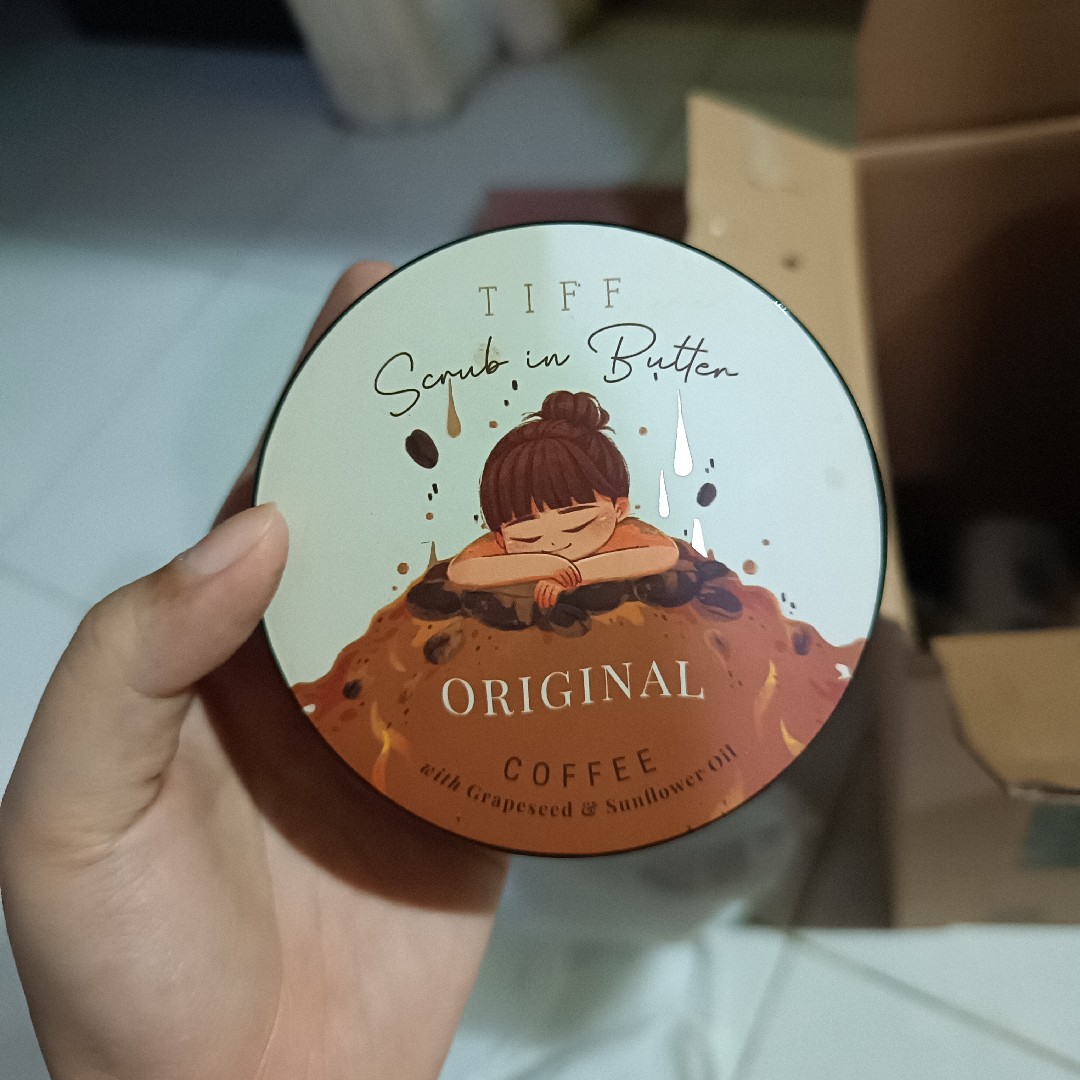 TIFF
Scrub in Butter
ORIGINAL
COFFEE
with Grapeseed & Sunflower Oil